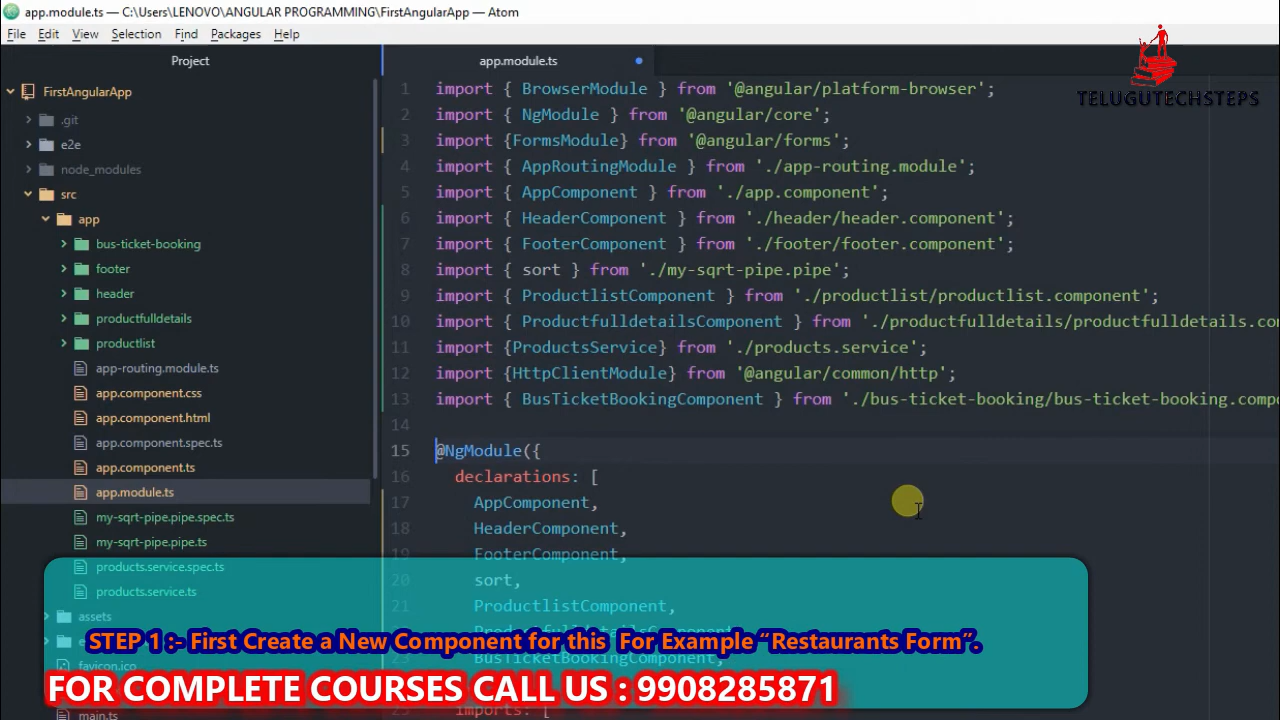 app.module.ts — C:\Users\LENOVO\ANGULAR PROGRAMMING\FirstAngularApp — Atom
File Edit View Selection Find Packages Help
TELUGUTECHSTEPS
Project
FirstAngularApp
.git
e2e
node_modules
src
app
bus-ticket-booking
footer
header
productfulldetails
productlist
app-routing.module.ts
app.component.css
app.component.html
app.component.spec.ts
app.component.ts
app.module.ts
my-sqrt-pipe.pipe.spec.ts
my-sqrt-pipe.pipe.ts
products.service.spec.ts
products.service.ts
assets
favicon.ico
main.ts
app.module.ts
1 import { BrowserModule } from '@angular/platform-browser';
2 import { NgModule } from '@angular/core';
3 import {FormsModule} from '@angular/forms';
4 import { AppRoutingModule } from './app-routing.module';
5 import { AppComponent } from './app.component';
6 import { HeaderComponent } from './header/header.component';
7 import { FooterComponent } from './footer/footer.component';
8 import { sort } from './my-sqrt-pipe.pipe';
9 import { ProductlistComponent } from './productlist/productlist.component';
10 import { ProductfulldetailsComponent } from './productfulldetails/productfulldetails.co
11 import {ProductsService} from './products.service';
12 import {HttpClientModule} from '@angular/common/http';
13 import { BusTicketBookingComponent } from './bus-ticket-booking/bus-ticket-booking.compo
14
15 @NgModule({
16 declarations: [
17 AppComponent,
18 HeaderComponent,
19 FooterComponent,
20 sort,
21 ProductlistComponent,
BusTicketBookingComponent,
imports: [
STEP 1 :- First Create a New Component for this For Example “Restaurants Form”.
FOR COMPLETE COURSES CALL US : 9908285871